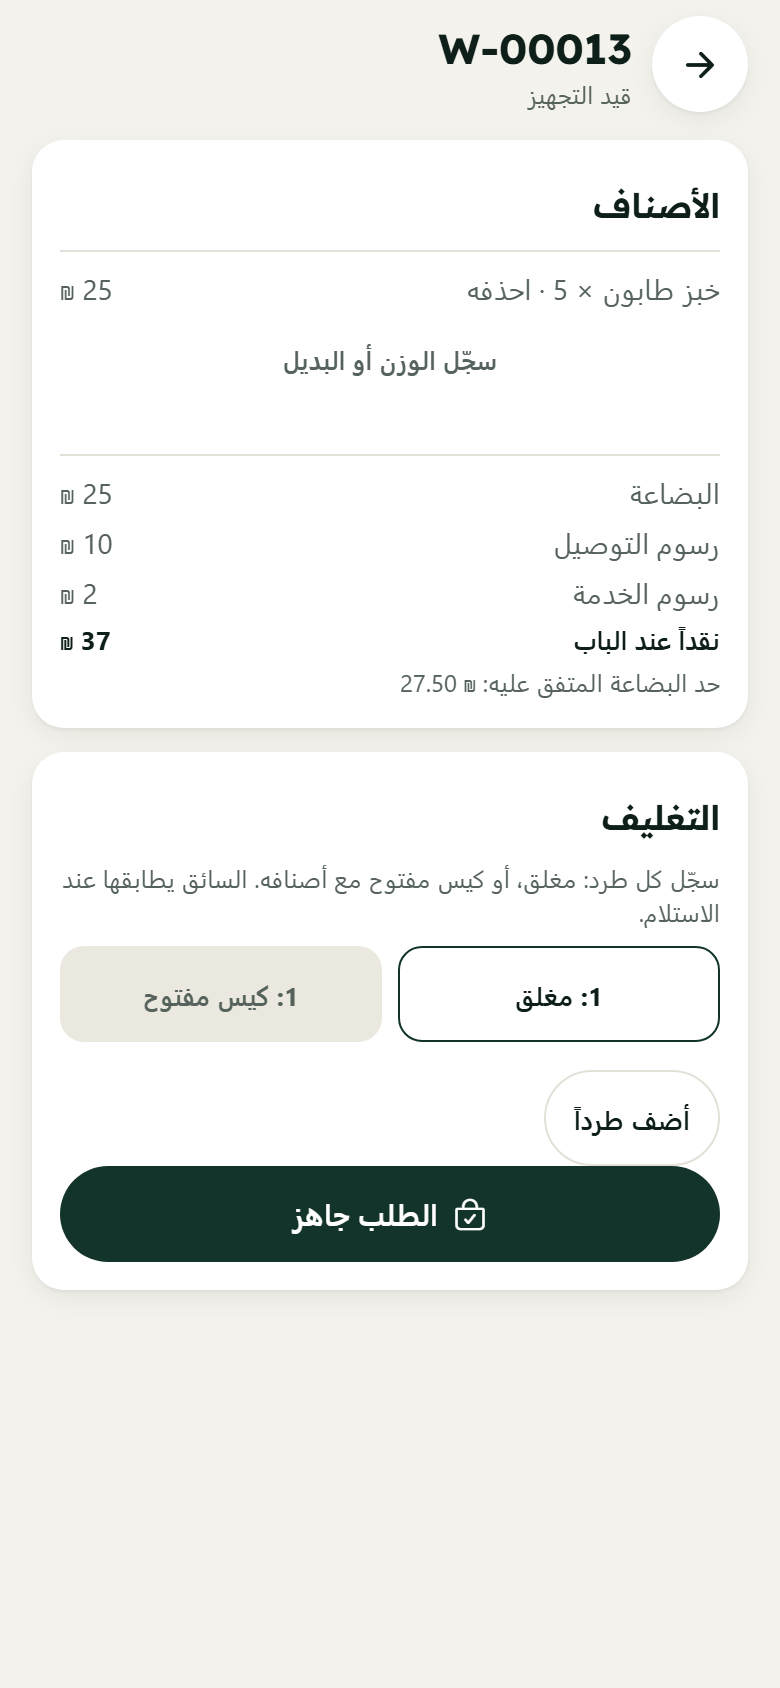 W-00013
قيد التجهيز
الأصناف
خبز طابون × 5 · احذفه
25 ₪
سجّل الوزن أو البديل
البضاعة
25 ₪
رسوم التوصيل
10 ₪
رسوم الخدمة
2 ₪
نقداً عند الباب
37 ₪
حد البضاعة المتفق عليه: ₪ 27.50
التغليف
سجّل كل طرد: مغلق، أو كيس مفتوح مع أصنافه. السائق يطابقها عند
الاستلام.
1: مغلق
1: كيس مفتوح
أضف طرداً
الطلب جاهز